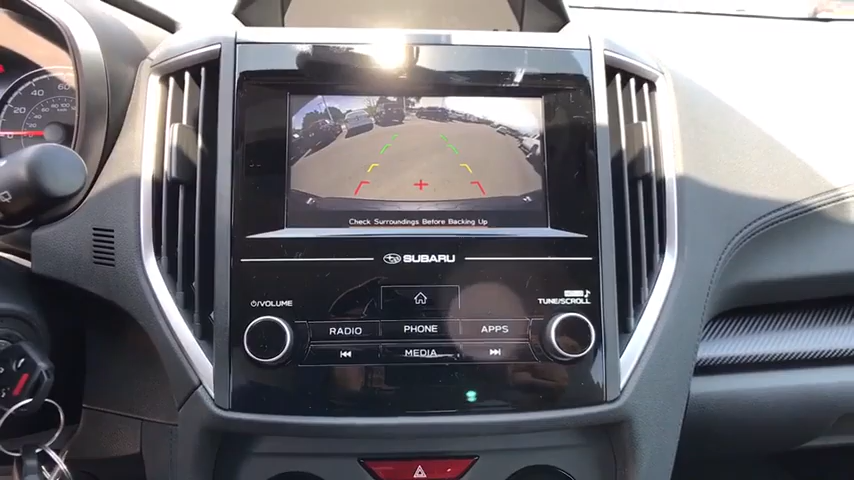 Check Surroundings Before Backing Up
SUBARU
/VOLUME
TUNE/SCROLL
RADIO
PHONE
APPS
MEDIA